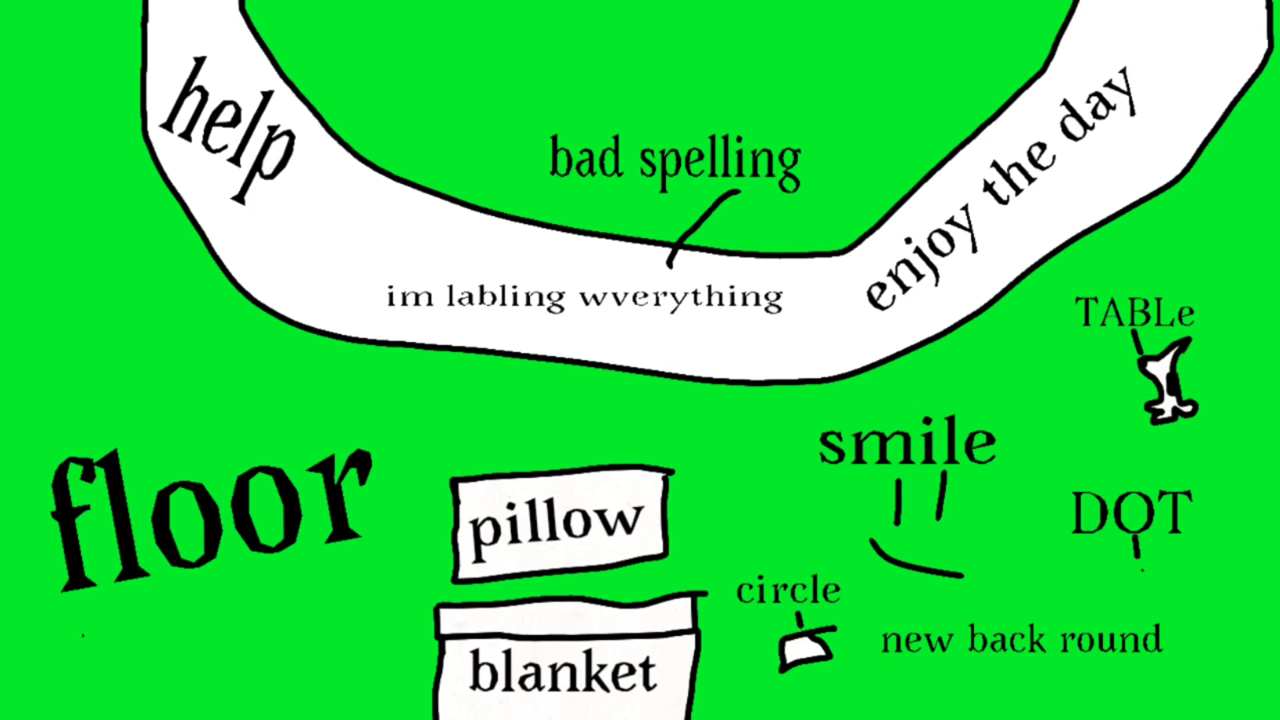 help
bad spelling
enjoy the day
im labling wverything
TABLe
smile
floor
pillow
DOT
circle
new back round
blanket